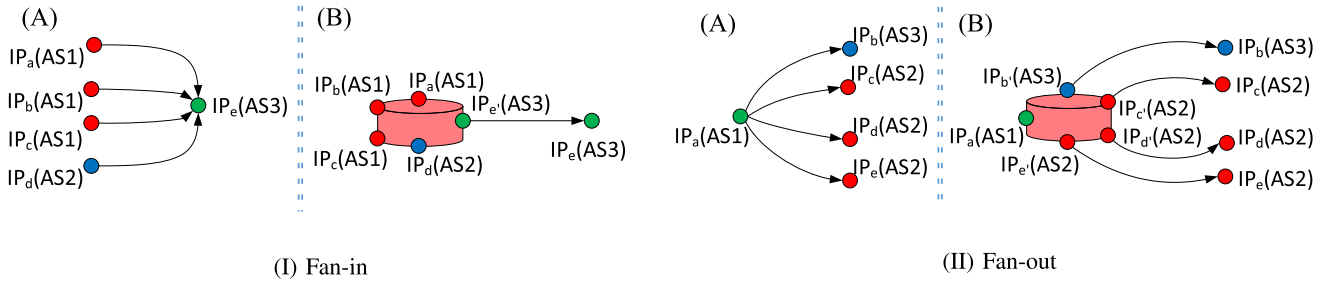 (A)
IPa(AS1)
IPb(AS1)
IPc(AS1)
IPd(AS2)
IPe(AS3)
(B)
IPb(AS1)
IPa(AS1)
IPe'(AS3)
IPc(AS1)
IPd(AS2)
IPe(AS3)
(I) Fan-in
(A)
IPb(AS3)
IPc(AS2)
IPa(AS1)
IPd(AS2)
IPe(AS2)
(B)
IPb'(AS3)
IPb(AS3)
IPc(AS2)
IPc'(AS2)
IPa(AS1)
IPd'(AS2)
IPd(AS2)
IPe'(AS2)
IPe(AS2)
(II) Fan-out